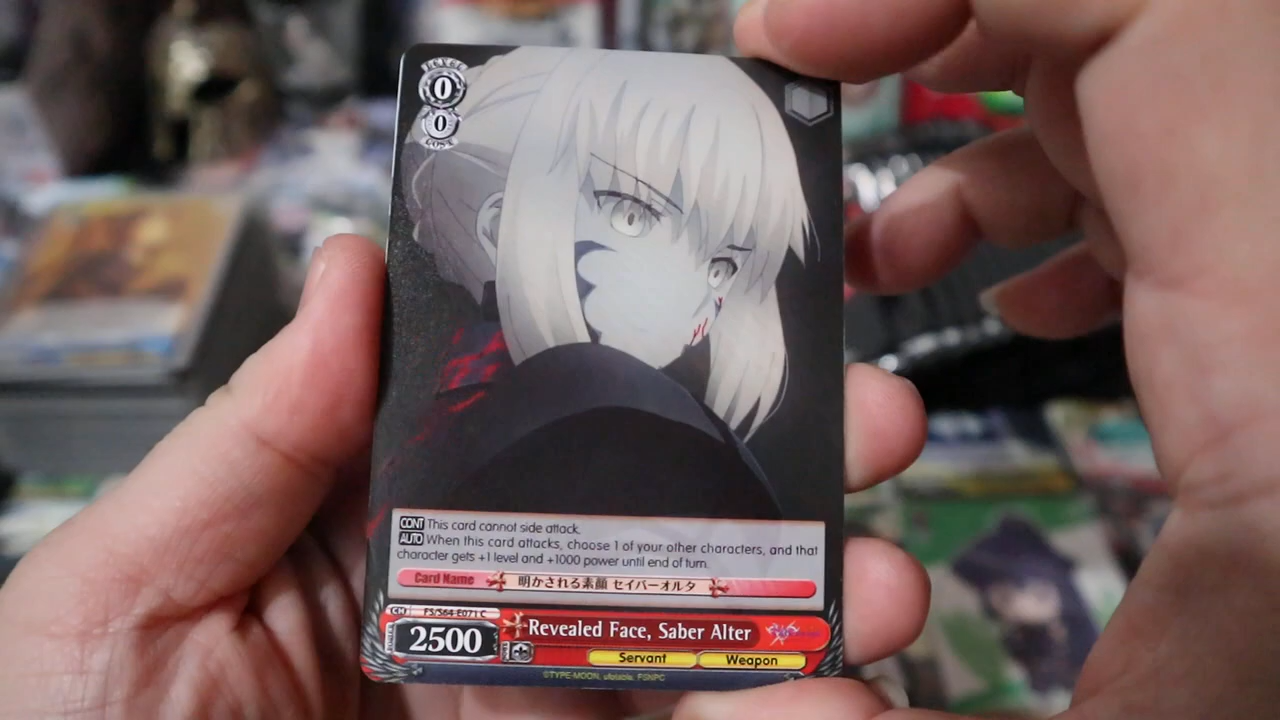 LEVEL
0
0
COST
CONT This card cannot side attack.
AUTO When this card attacks, choose 1 of your other characters, and that
character gets +1 level and +1000 power until end of turn.
Card Name 明かされる素顔 セイバーオルタ
CH FS/S64-E071 C
POWER 2500 Revealed Face, Saber Alter
Servant Weapon
©TYPE-MOON, ufotable, FSNPC